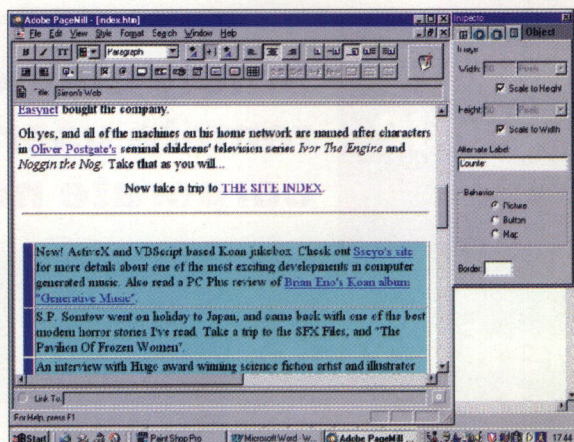 Adobe PageMill - [index.htm]
Inspector
File Edit View Style Format Search Window Help
Object
Paragraph
Image
Width: Pixels
Scale to Height
Title: Simon's Web
Height: Pixels
Scale to Width
Easynet bought the company.
Oh yes, and all of the machines on his home network are named after characters
in Oliver Postgate's seminal childrens' television series Ivor The Engine and
Noggin the Nog. Take that as you will...
Alternate Label:
Counter
Now take a trip to THE SITE INDEX.
Behavior
Picture
Button
Map
Border:
New! ActiveX and VBScript based Koan jukebox. Check out Sseyo's site
for more details about one of the most exciting developments in computer
generated music. Also read a PC Plus review of Brian Eno's Koan album
"Generative Music".
S.P. Somtow went on holiday to Japan, and came back with one of the best
modern horror stories I've read. Take a trip to the SFX Files, and "The
Pavilion Of Frozen Women".
An interview with Hugo award winning science fiction artist and illustrator
Link To:
For Help, press F1
Start Paint Shop Pro Microsoft Word - W... Adobe PageMill ... 17:44